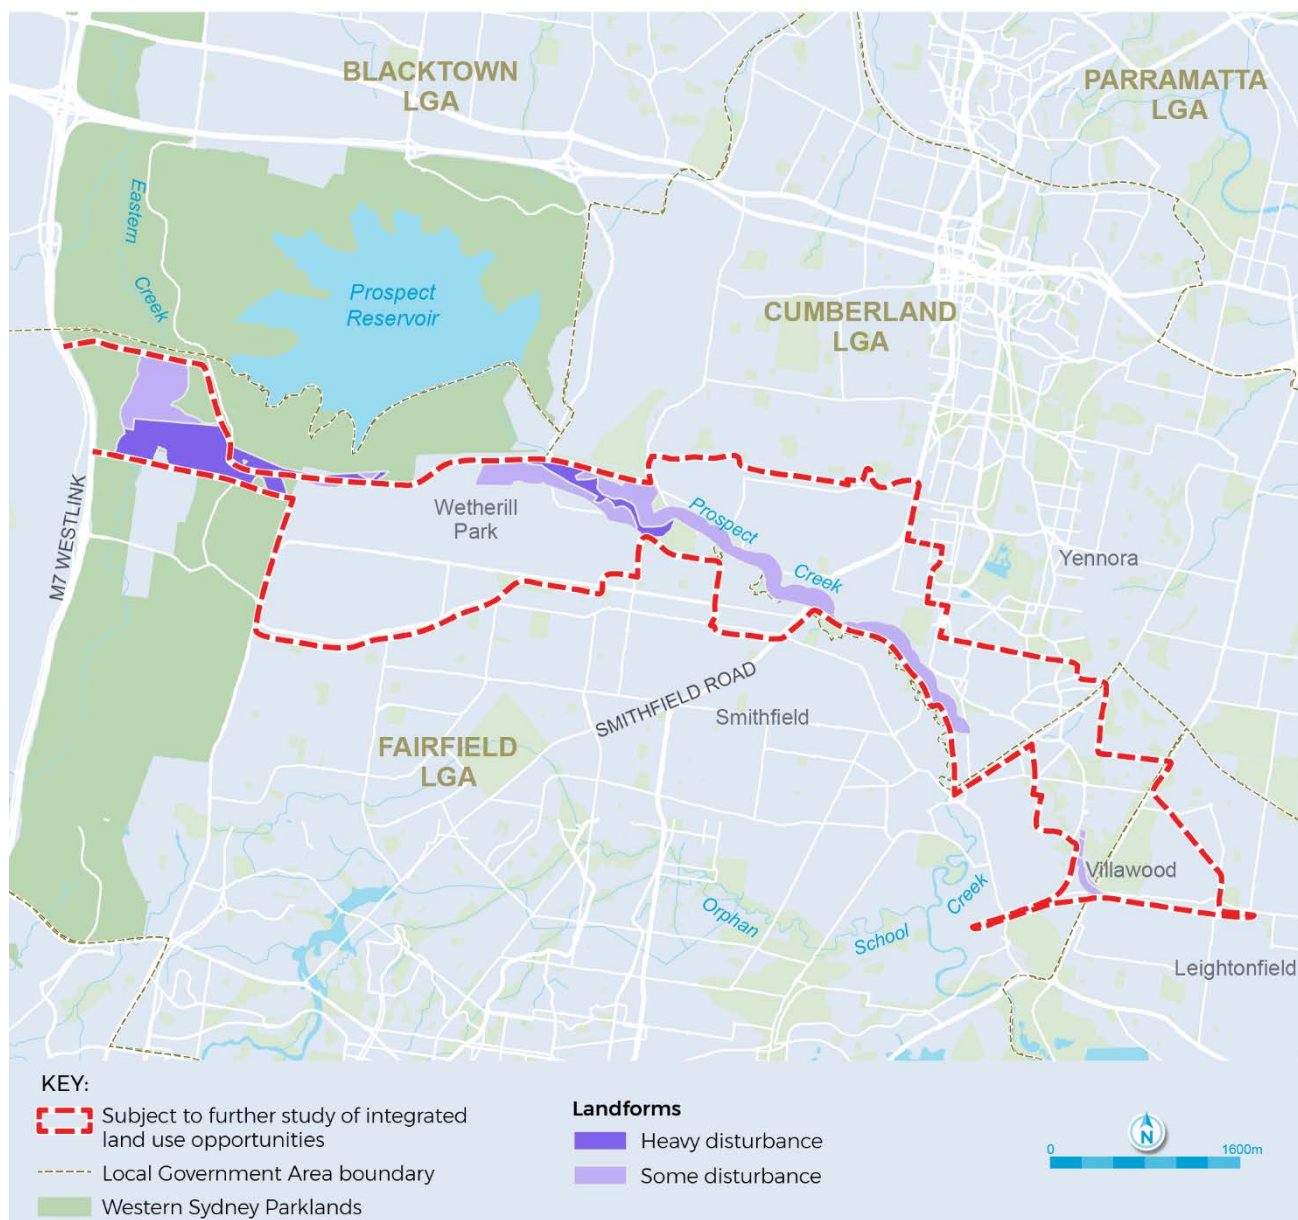 BLACKTOWN
LGA
PARRAMATTA
LGA
Eastern
Creek
Prospect
Reservoir
CUMBERLAND
LGA
M7 WESTLINK
Wetherill
Park
Prospect
Creek
Yennora
SMITHFIELD ROAD
Smithfield
FAIRFIELD
LGA
Villawood
Orphan
School
Creek
Leightonfield
KEY:
Subject to further study of integrated
land use opportunities
Local Government Area boundary
Western Sydney Parklands
Landforms
Heavy disturbance
Some disturbance
N
0
1600m